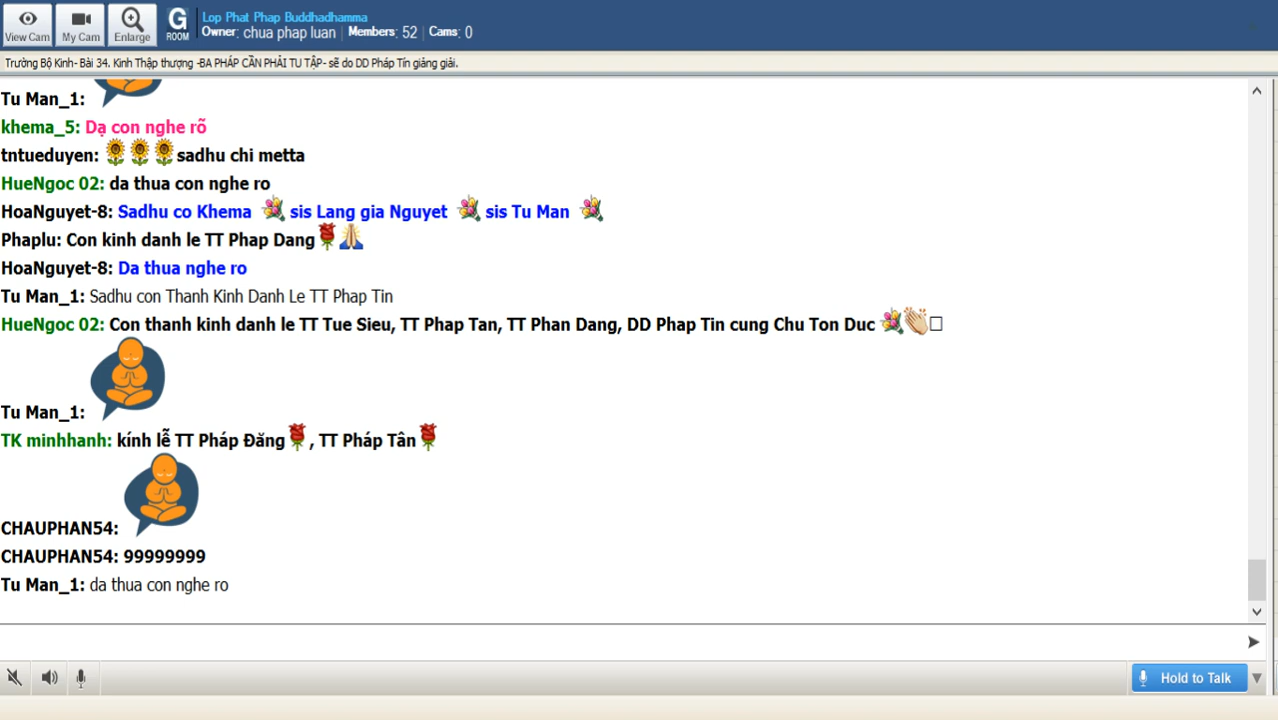 Lop Phat Phap Buddhadhamma
View Cam My Cam Enlarge G ROOM Owner: chua phap luan | Members: 52 | Cams: 0
Trường Bộ Kinh- Bài 34. Kinh Thập thượng -BA PHÁP CẦN PHẢI TU TẬP- sẽ do DD Pháp Tín giảng giải.
Tu Man_1:
khema_5: Dạ con nghe rõ
tntueduyen: sadhu chi metta
HueNgoc 02: da thua con nghe ro
HoaNguyet-8: Sadhu co Khema sis Lang gia Nguyet sis Tu Man
Phaplu: Con kinh danh le TT Phap Dang
HoaNguyet-8: Da thua nghe ro
Tu Man_1: Sadhu con Thanh Kinh Danh Le TT Phap Tin
HueNgoc 02: Con thanh kinh danh le TT Tue Sieu, TT Phap Tan, TT Phan Dang, DD Phap Tin cung Chu Ton Duc
Tu Man_1:
TK minhhanh: kính lễ TT Pháp Đăng, TT Pháp Tân
CHAUPHAN54:
CHAUPHAN54: 99999999
Tu Man_1: da thua con nghe ro
Hold to Talk